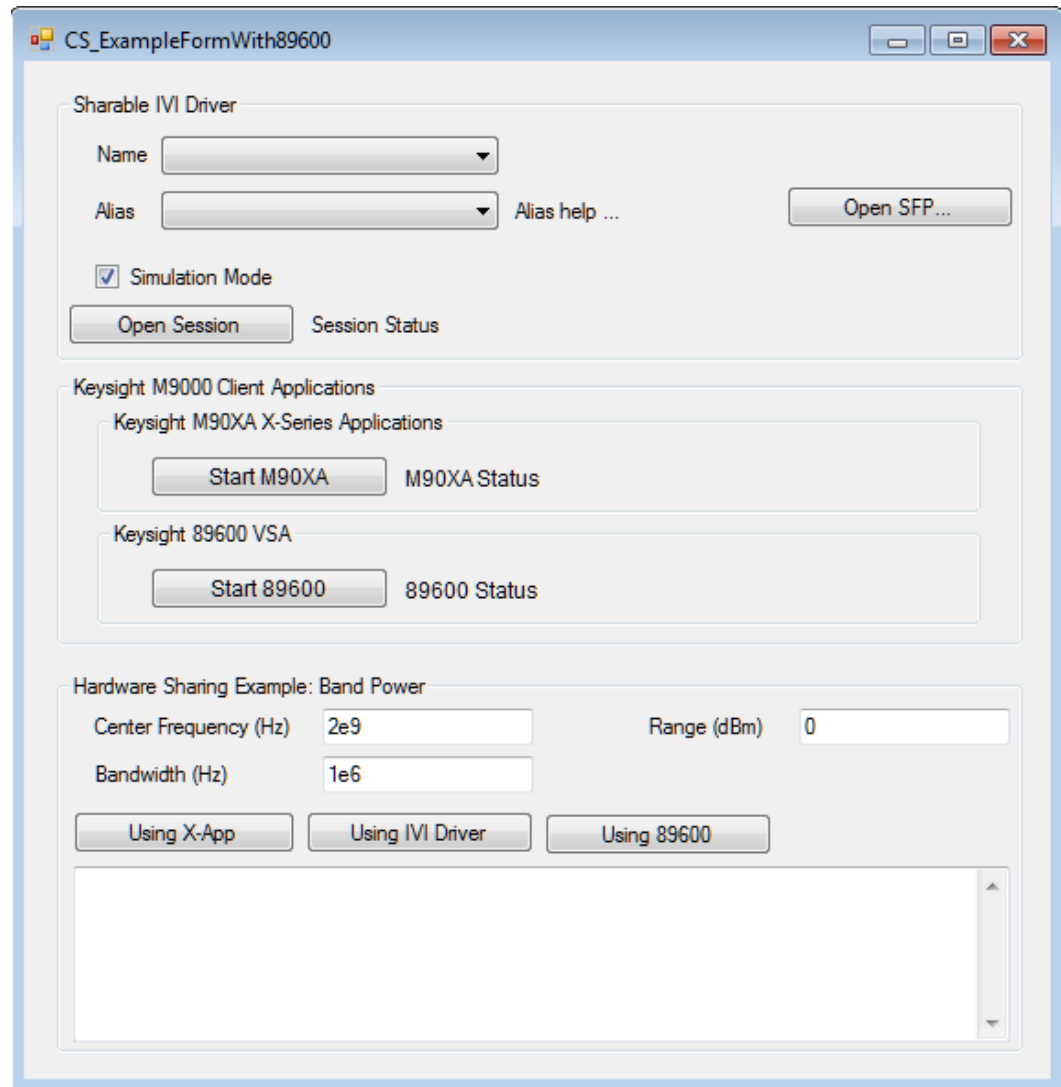 CS_ExampleFormWith89600
Sharable IVI Driver
Name
Alias
Alias help ...
Open SFP...
Simulation Mode
Open Session
Session Status
Keysight M9000 Client Applications
Keysight M90XA X-Series Applications
Start M90XA
M90XA Status
Keysight 89600 VSA
Start 89600
89600 Status
Hardware Sharing Example: Band Power
Center Frequency (Hz)
2e9
Range (dBm)
0
Bandwidth (Hz)
1e6
Using X-App
Using IVI Driver
Using 89600